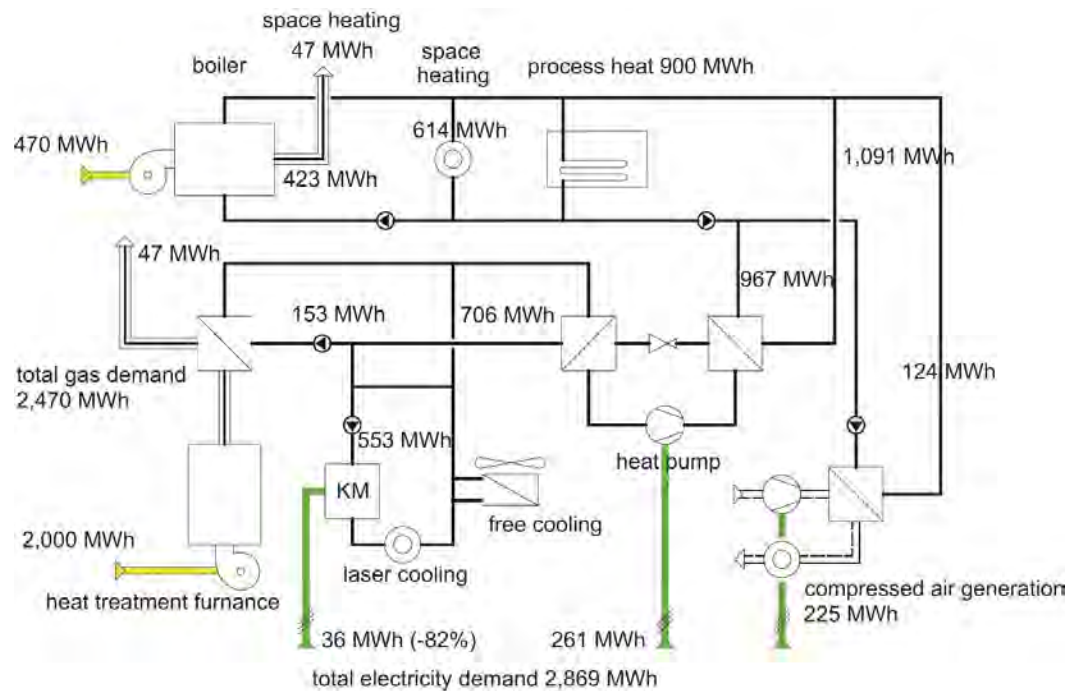 space heating
47 MWh
boiler
space
heating
process heat 900 MWh
614 MWh
470 MWh
423 MWh
1,091 MWh
47 MWh
967 MWh
153 MWh
706 MWh
total gas demand
2,470 MWh
124 MWh
553 MWh
heat pump
KM
free cooling
2,000 MWh
laser cooling
heat treatment furnance
compressed air generation
225 MWh
36 MWh (-82%)
261 MWh
total electricity demand 2,869 MWh